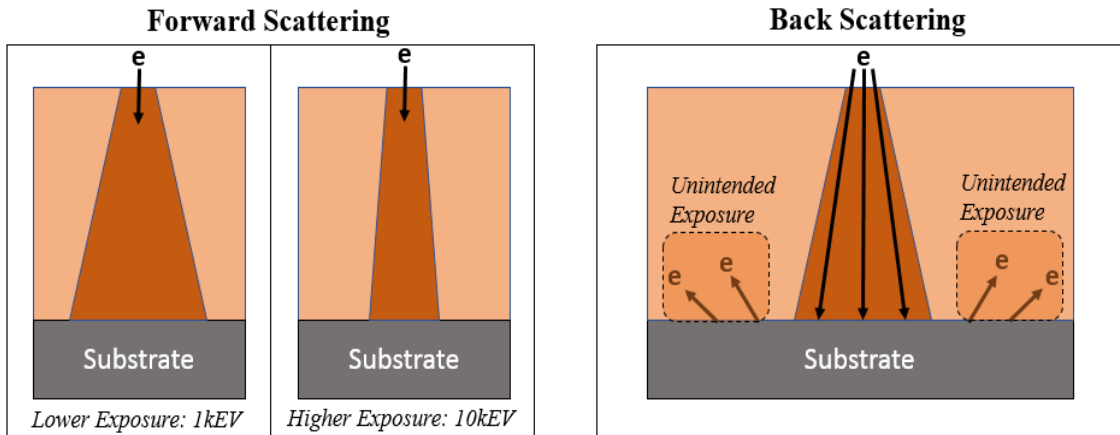 Forward Scattering
e
Substrate
Lower Exposure: 1kEV
e
Substrate
Higher Exposure: 10kEV
Back Scattering
e
Unintended
Exposure
e
e
Unintended
Exposure
e
e
Substrate